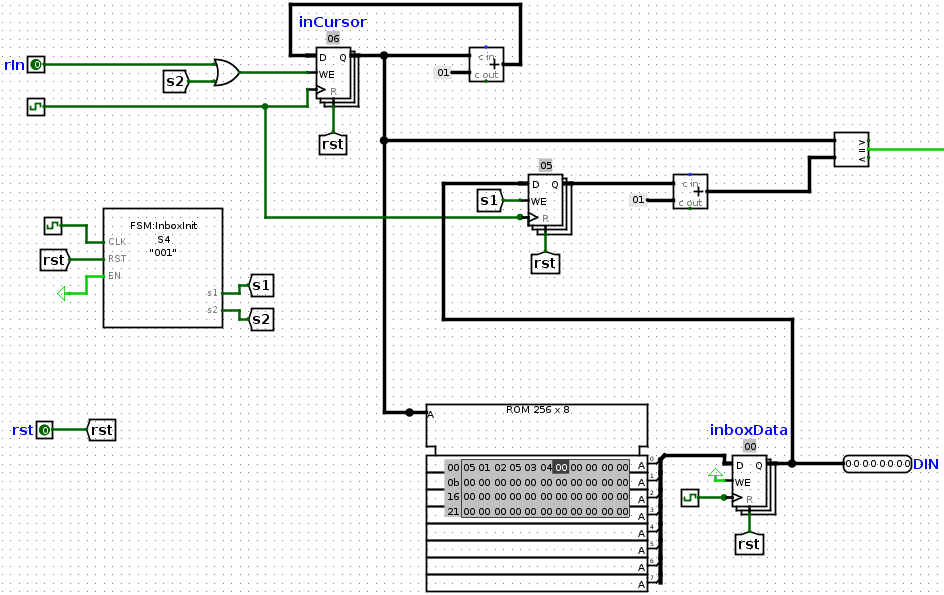 inCursor
06
rIn
s2
D Q
WE
R
c in
+
c out
01
rst
>
=
<
05
s1
D Q
WE
R
c in
+
c out
01
rst
FSM:InboxInit
S4
"001"
CLK
RST
EN
s1
s2
rst
s1
s2
rst
rst
ROM 256 x 8
A
00 05 01 02 05 03 04 00 00 00 00 00
0b 00 00 00 00 00 00 00 00 00 00 00
16 00 00 00 00 00 00 00 00 00 00 00
21 00 00 00 00 00 00 00 00 00 00 00
A 0
A 1
A 2
A 3
A 4
A 5
A 6
A 7
inboxData
00
D Q
WE
R
rst
0 0 0 0 0 0 0 0 DIN